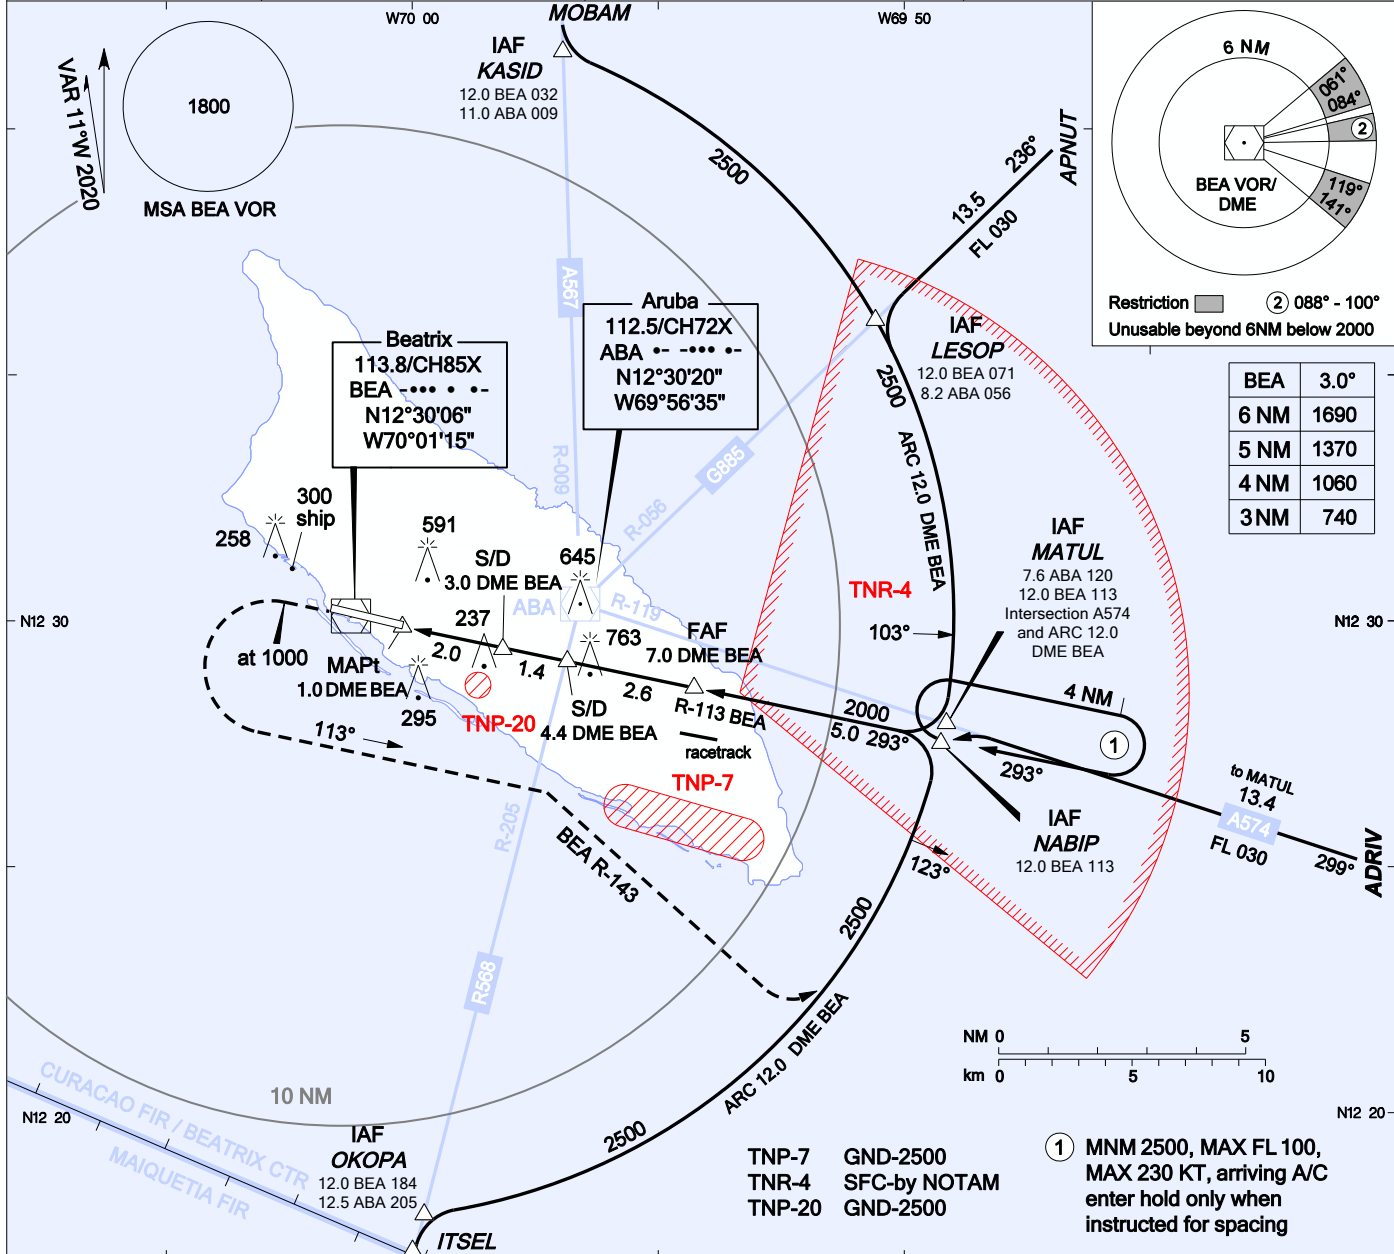 W70 00
MOBAM
W69 50
VAR 11°W 2020
1800
MSA BEA VOR
IAF
KASID
12.0 BEA 032
11.0 ABA 009
2500
13.5
236°
FL 030
APNUT
6 NM
061°
084°
2
BEA VOR/
DME
119°
141°
Restriction
2 088° - 100°
Unusable beyond 6NM below 2000
BEA 3.0°
6 NM 1690
5 NM 1370
4 NM 1060
3 NM 740
A567
Beatrix
113.8/CH85X
BEA -••• • •-
N12°30'06"
W70°01'15"
Aruba
112.5/CH72X
ABA •- -••• •-
N12°30'20"
W69°56'35"
IAF
LESOP
12.0 BEA 071
8.2 ABA 056
2500
ARC 12.0 DME BEA
G885
R-009
R-056
R-119
ABA
300
ship
258
591
S/D
3.0 DME BEA
645
TNR-4
103°
IAF
MATUL
7.6 ABA 120
12.0 BEA 113
Intersection A574
and ARC 12.0
DME BEA
N12 30
N12 30
at 1000
MAPt
1.0 DME BEA
237
2.0
1.4
763
FAF
7.0 DME BEA
2.6
295
TNP-20
S/D
4.4 DME BEA
R-113 BEA
racetrack
2000
5.0 293°
4 NM
1
293°
113°
TNP-7
to MATUL
13.4
A574
FL 030
299°
ADRIV
IAF
NABIP
12.0 BEA 113
R-205
BEA R-143
123°
2500
R568
ARC 12.0 DME BEA
NM 0 5
km 0 5 10
10 NM
CURACAO FIR / BEATRIX CTR
MAIQUETIA FIR
N12 20
N12 20
IAF
OKOPA
12.0 BEA 184
12.5 ABA 205
2500
ITSEL
TNP-7 GND-2500
TNR-4 SFC-by NOTAM
TNP-20 GND-2500
1 MNM 2500, MAX FL 100,
MAX 230 KT, arriving A/C
enter hold only when
instructed for spacing